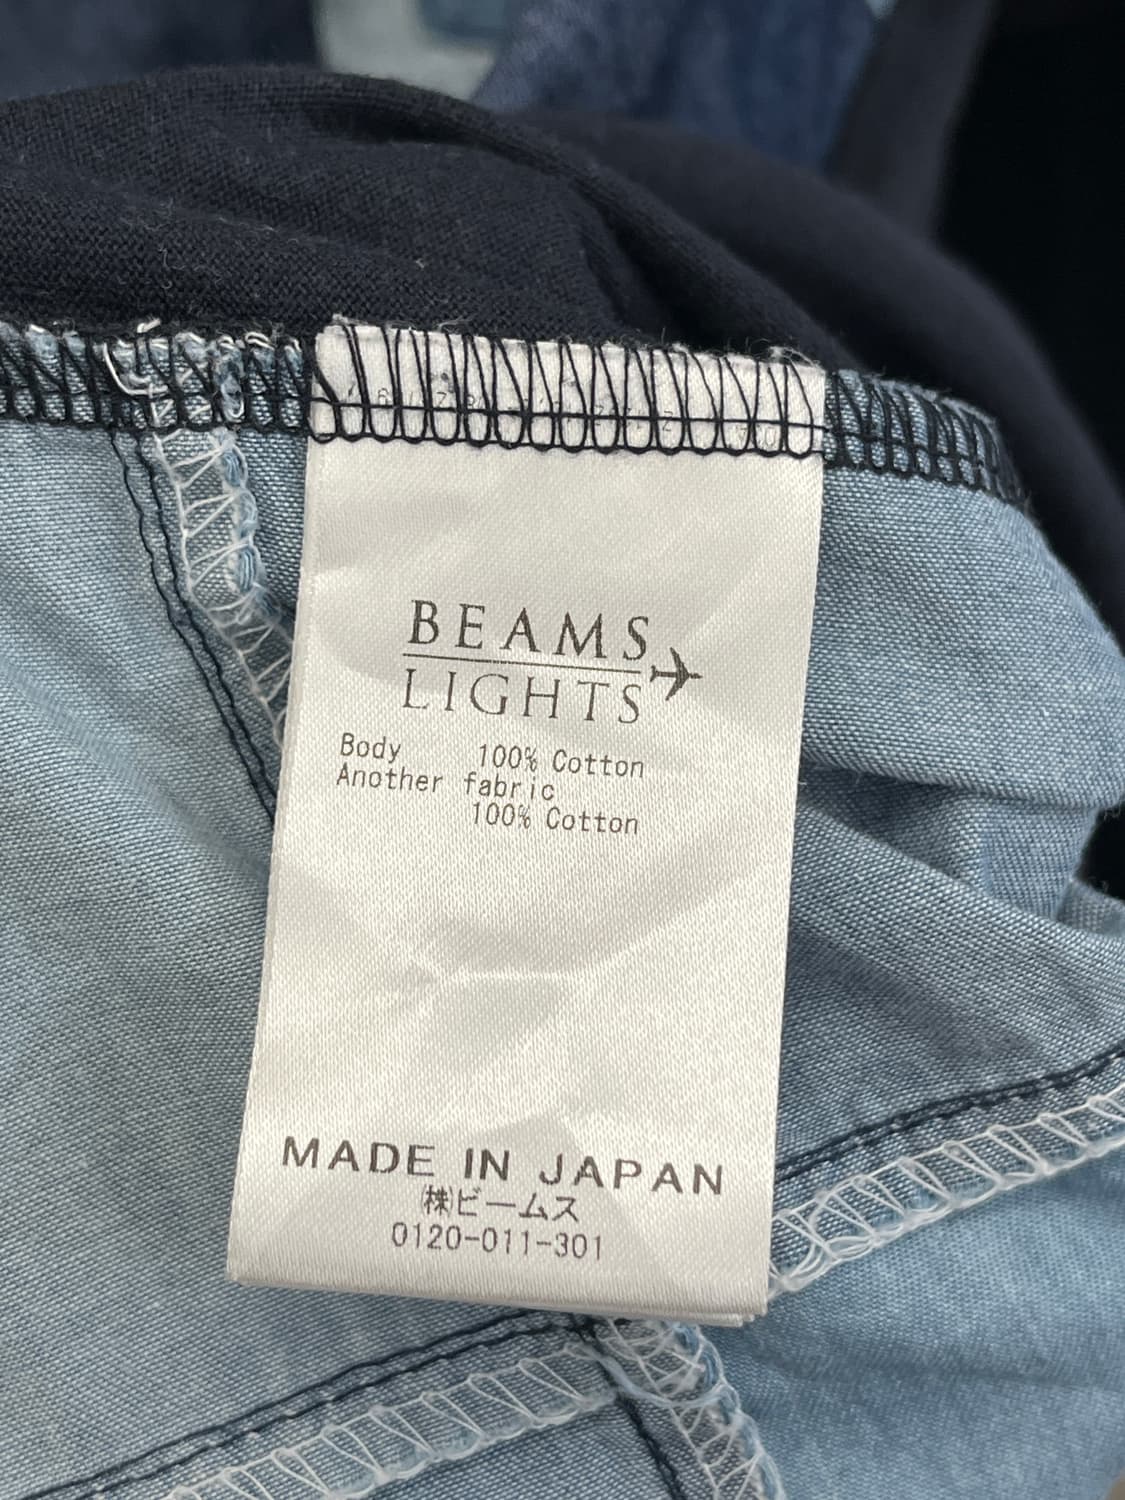 BEAMS
LIGHTS
Body 100% Cotton
Another fabric
100% Cotton
MADE IN JAPAN
㈱ビームス
0120-011-301